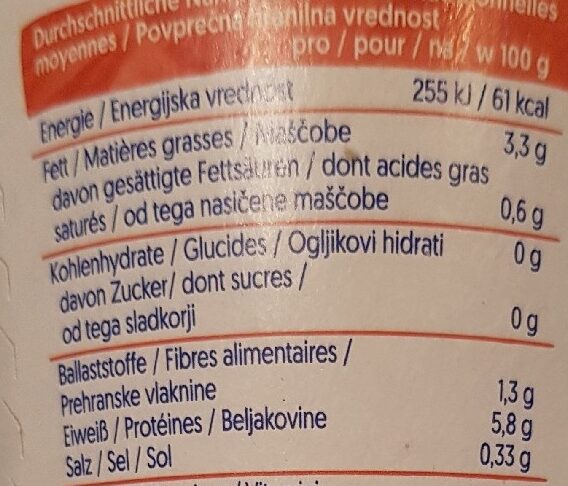 Durchschnittliche
moyennes / Povprečna vrednost
pro / pour / na / w 100 g
Energie / Energijska vrednost 255 kJ / 61 kcal
Fett / Matières grasses / Maščobe 3,3 g
davon gesättigte Fettsäuren / dont acides gras
saturés / od tega nasičene maščobe 0,6 g
Kohlenhydrate / Glucides / Ogljikovi hidrati 0 g
davon Zucker/ dont sucres /
od tega sladkorji 0 g
Ballaststoffe / Fibres alimentaires /
Prehranske vlaknine 1,3 g
Eiweiß / Protéines / Beljakovine 5,8 g
Salz / Sel / Sol 0,33 g